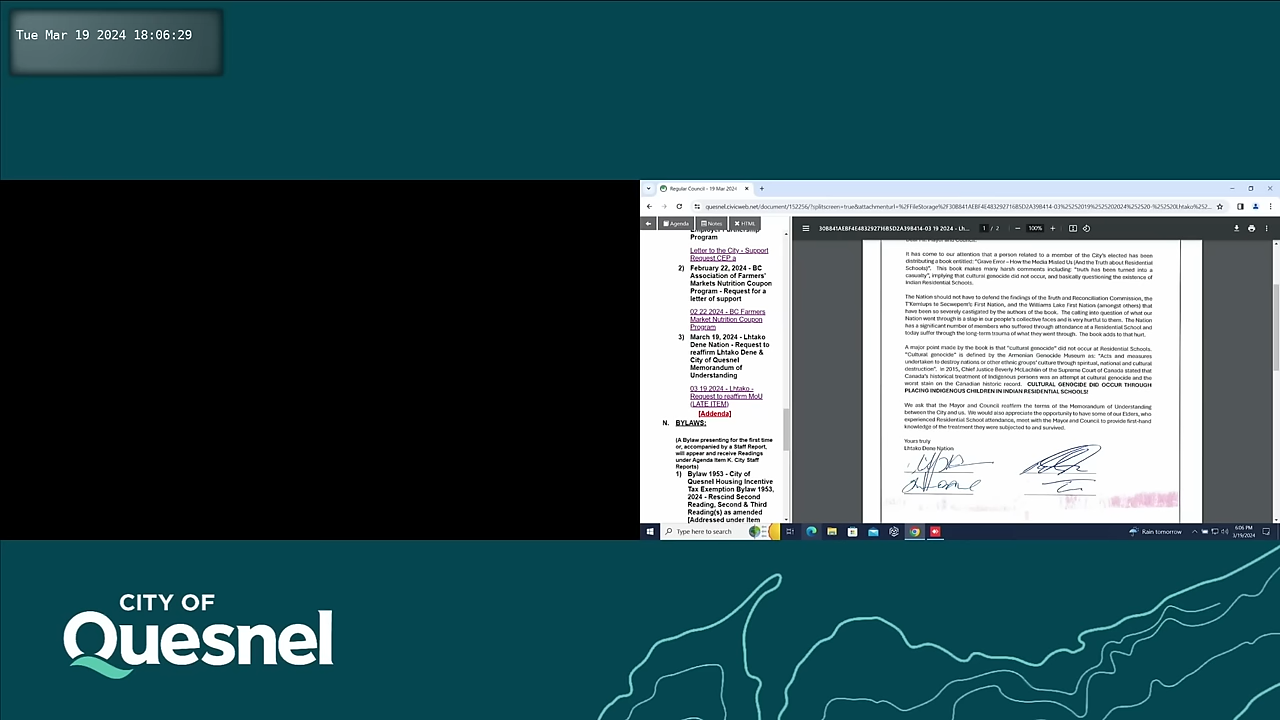 Tue Mar 19 2024 18:06:29
Regular Council - 19 Mar 2024
Agenda
Notes
HTML
30B841AEBF4E483292716B5D2A39B414-03 19 2024 - Lh...
1 / 2
100%
Employer Partnership
Program
Letter to the City - Support
Request CEP a
2) February 22, 2024 - BC
Association of Farmers'
Markets Nutrition Coupon
Program - Request for a
letter of support
02 22 2024 - BC Farmers
Market Nutrition Coupon
Program
3) March 19, 2024 - Lhtako
Dene Nation - Request to
reaffirm Lhtako Dene &
City of Quesnel
Memorandum of
Understanding
03 19 2024 - Lhtako -
Request to reaffirm MoU
(LATE ITEM)
[Addenda]
N. BYLAWS:
(A Bylaw presenting for the first time
or, accompanied by a Staff Report,
will appear and receive Readings
under Agenda Item K. City Staff
Reports)
1) Bylaw 1953 - City of
Quesnel Housing Incentive
Tax Exemption Bylaw 1953,
2024 - Rescind Second
Reading, Second & Third
Reading(s) as amended
[Addressed under Item
It has come to our attention that a person related to a member of the City's elected has been
distributing a book entitled: "Grave Error – How the Media Misled Us (And the Truth about Residential
Schools)". This book makes many harsh comments including: "truth has been turned into a
casualty", implying that cultural genocide did not occur, and basically questioning the existence of
Indian Residential Schools.
The Nation should not have to defend the findings of the Truth and Reconciliation Commission, the
T'Kemlups te Secwepemc First Nation, and the Williams Lake First Nations (amongst others) that
have been so severely castigated by the authors of the book. The calling into question of what our
Nation went through is a slap in our people's collective faces and is very hurtful to them. The Nation
has a significant number of members who suffered through attendance at a Residential School and
today suffer through the long-term trauma of what they went through. The book adds to that hurt.
A major point made by the book is that "cultural genocide" did not occur at Residential Schools.
"Cultural genocide" is defined by the Armenian Genocide Museum as: "Acts and measures
undertaken to destroy nations or other ethnic groups' culture through spiritual, national and cultural
destruction". In 2015, Chief Justice Beverly McLachlin of the Supreme Court of Canada stated that
Canada's historical treatment of Indigenous persons was an attempt at cultural genocide and the
worst stain on the Canadian historic record. CULTURAL GENOCIDE DID OCCUR THROUGH
PLACING INDIGENOUS CHILDREN IN INDIAN RESIDENTIAL SCHOOLS!
We ask that the Mayor and Council reaffirm the terms of the Memorandum of Understanding
between the City and us. We would also appreciate the opportunity to have some of our Elders, who
experienced Residential School attendance, meet with the Mayor and Council to provide first-hand
knowledge of the treatment they were subjected to and survived.
Yours truly
Lhtako Dene Nation
Type here to search
Rain tomorrow
6:06 PM
3/19/2024
CITY OF
Quesnel